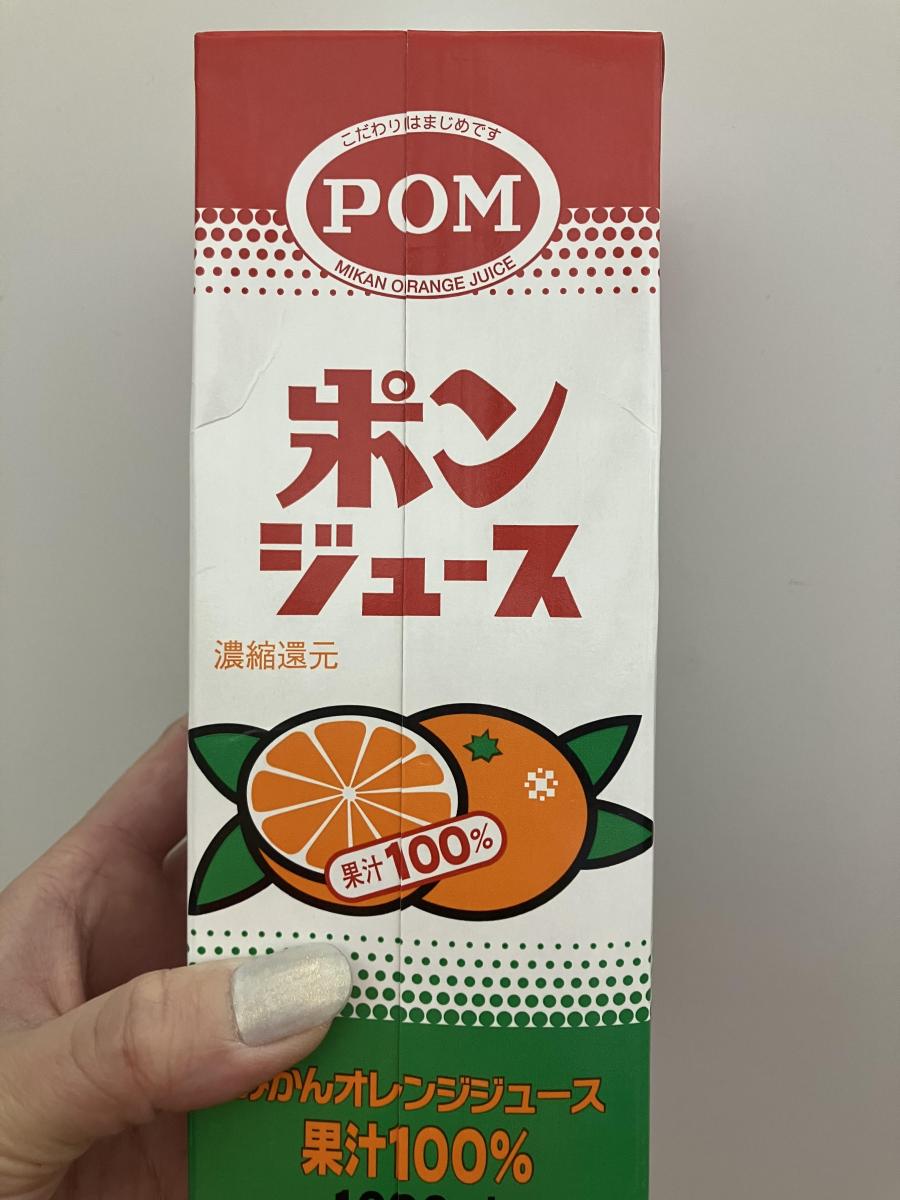 こだわりはまじめです
POM
MIKAN ORANGE JUICE
ポン
ジュース
濃縮還元
果汁100%
かんオレンジジュース
果汁100%